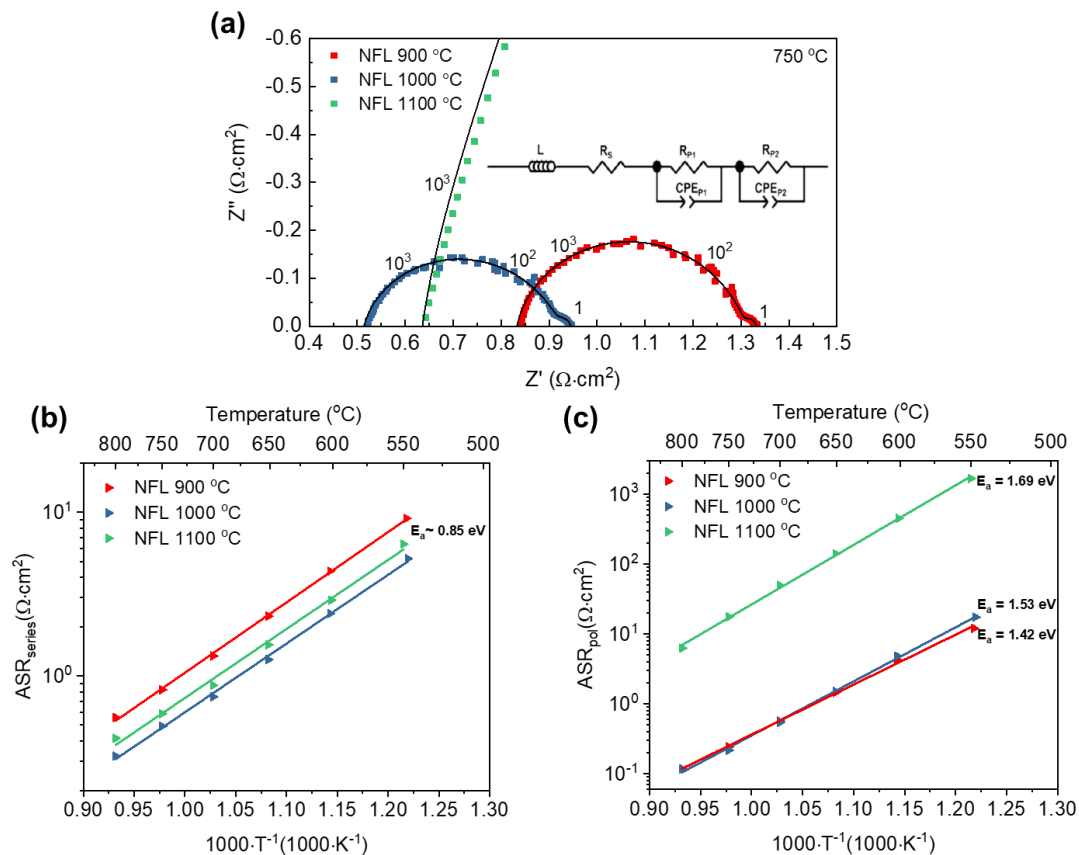 (a)
-0.6
-0.5
-0.4
-0.3
-0.2
-0.1
0.0
Z'' (Ω·cm²)
NFL 900 °C
NFL 1000 °C
NFL 1100 °C
750 °C
L
R_S
R_P1
R_P2
CPE_P1
CPE_P2
10³
10³
10²
10³
10²
1
1
0.4 0.5 0.6 0.7 0.8 0.9 1.0 1.1 1.2 1.3 1.4 1.5
Z' (Ω·cm²)
(b)
Temperature (°C)
800 750 700 650 600 550 500
NFL 900 °C
NFL 1000 °C
NFL 1100 °C
E_a~ 0.85 eV
10¹
10⁰
ASR_series(Ω·cm²)
0.90 0.95 1.00 1.05 1.10 1.15 1.20 1.25 1.30
1000·T⁻¹(1000·K⁻¹)
(c)
Temperature (°C)
800 750 700 650 600 550 500
NFL 900 °C
NFL 1000 °C
NFL 1100 °C
E_a = 1.69 eV
E_a = 1.53 eV
E_a = 1.42 eV
10³
10²
10¹
10⁰
10⁻¹
ASR_pol(Ω·cm²)
0.90 0.95 1.00 1.05 1.10 1.15 1.20 1.25 1.30
1000·T⁻¹(1000·K⁻¹)